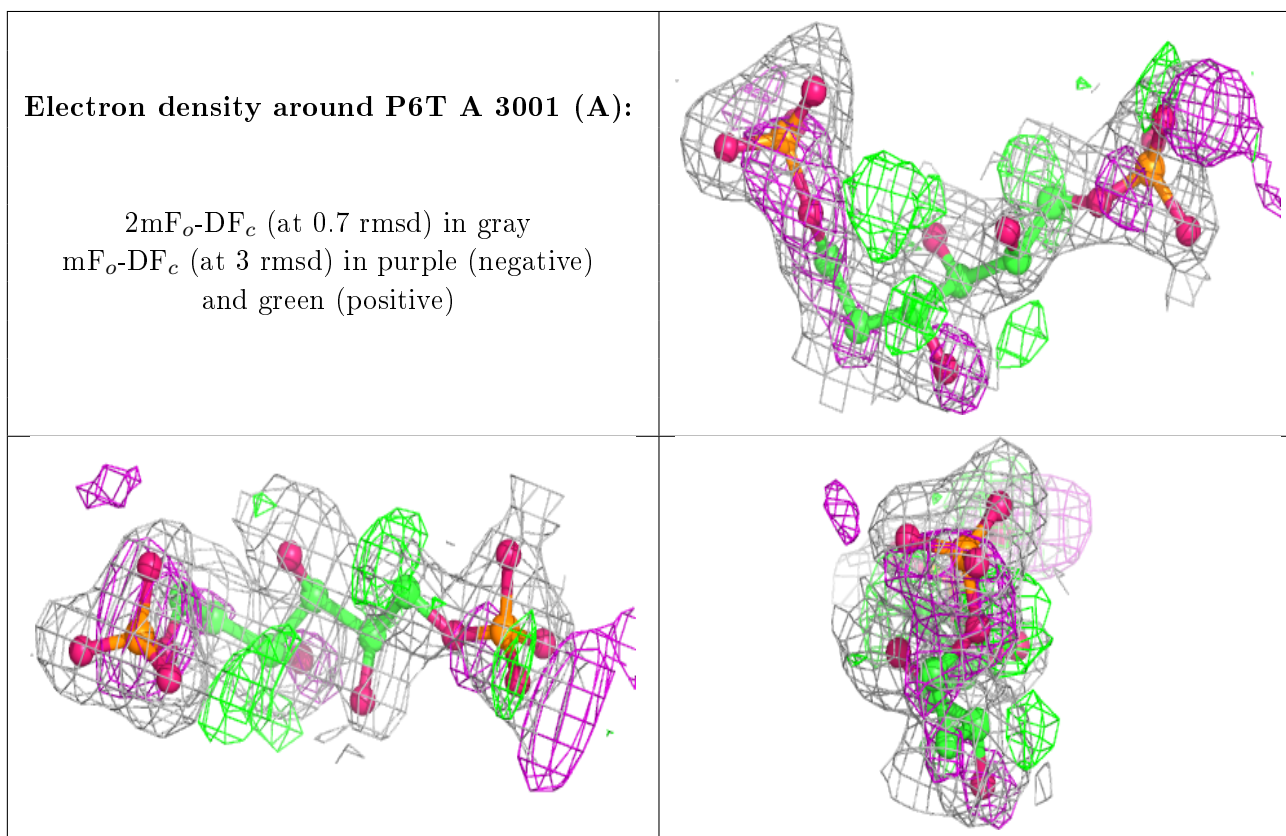 Electron density around P6T A 3001 (A):
2mFo-DFc (at 0.7 rmsd) in gray
mFo-DFc (at 3 rmsd) in purple (negative)
and green (positive)